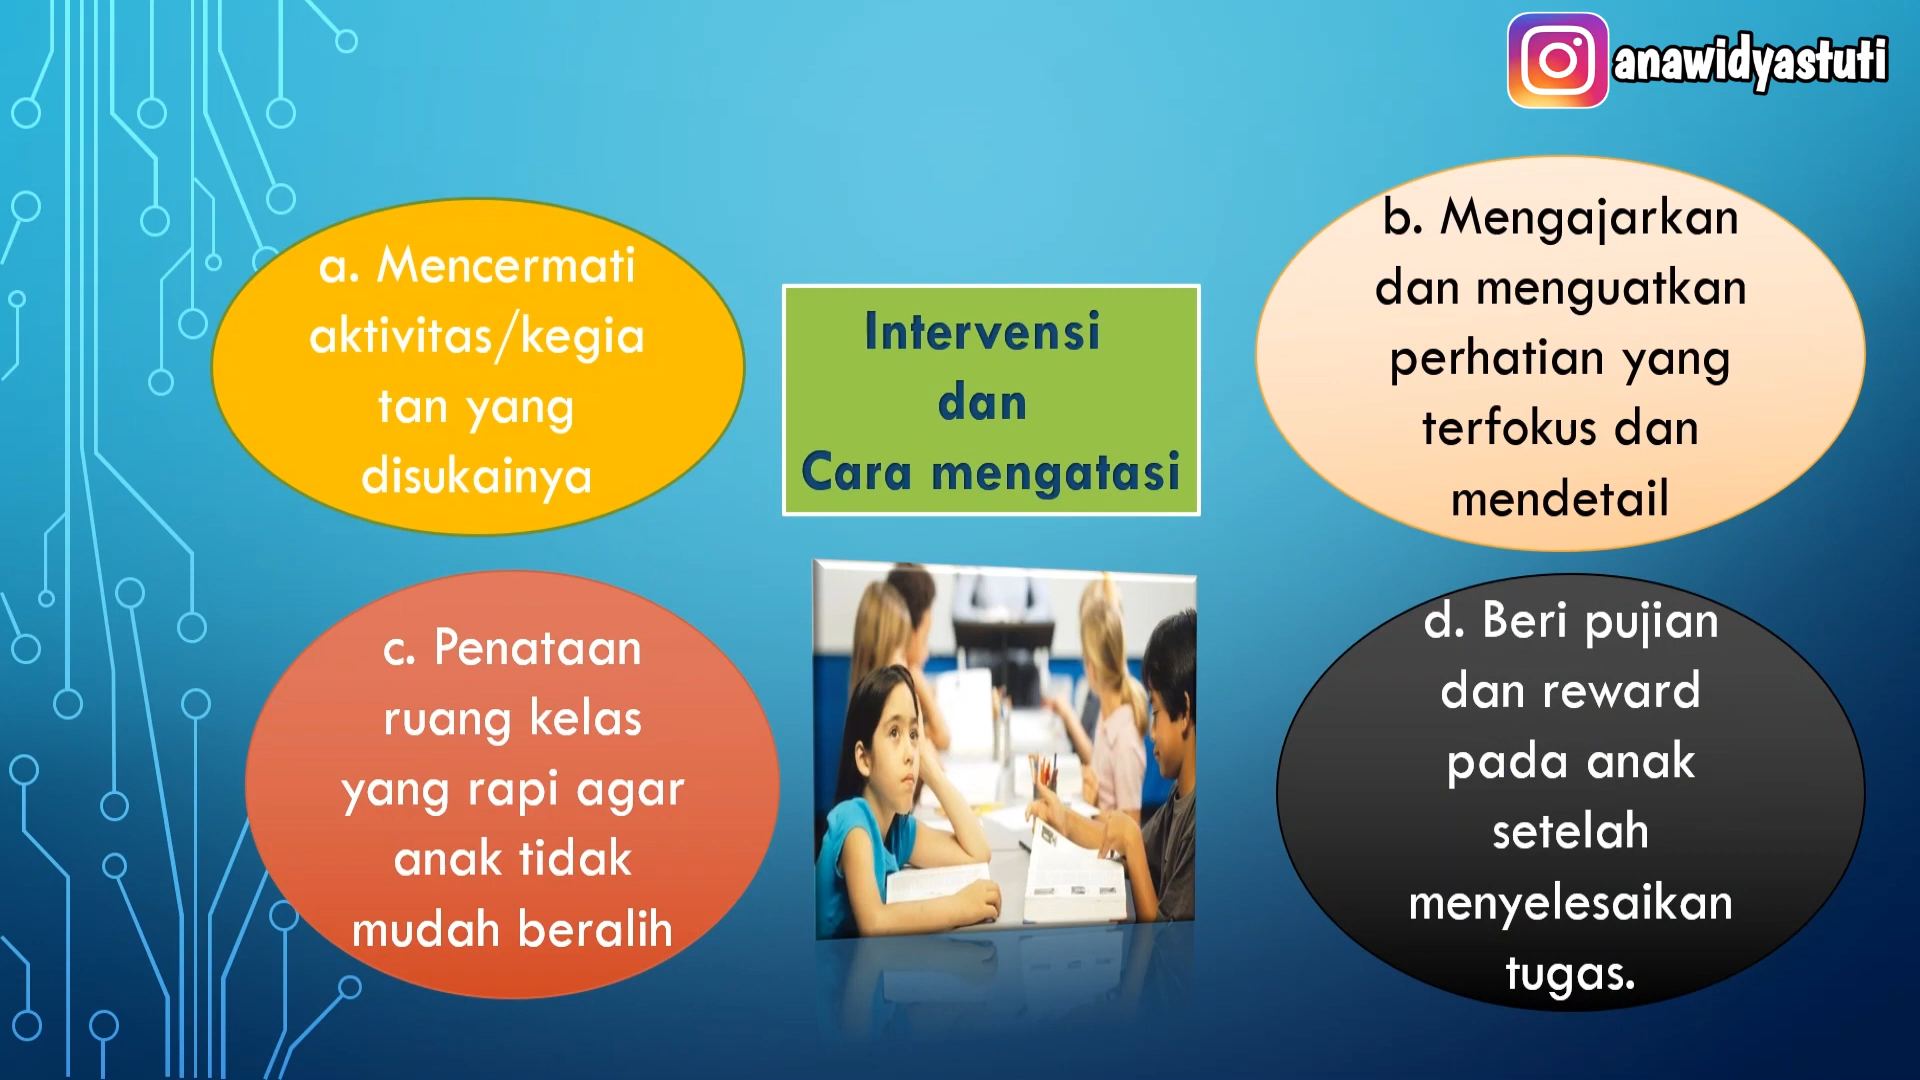 anawidyastuti
a. Mencermati
aktivitas/kegia
tan yang
disukainya
Intervensi
dan
Cara mengatasi
b. Mengajarkan
dan menguatkan
perhatian yang
terfokus dan
mendetail
c. Penataan
ruang kelas
yang rapi agar
anak tidak
mudah beralih
d. Beri pujian
dan reward
pada anak
setelah
menyelesaikan
tugas.